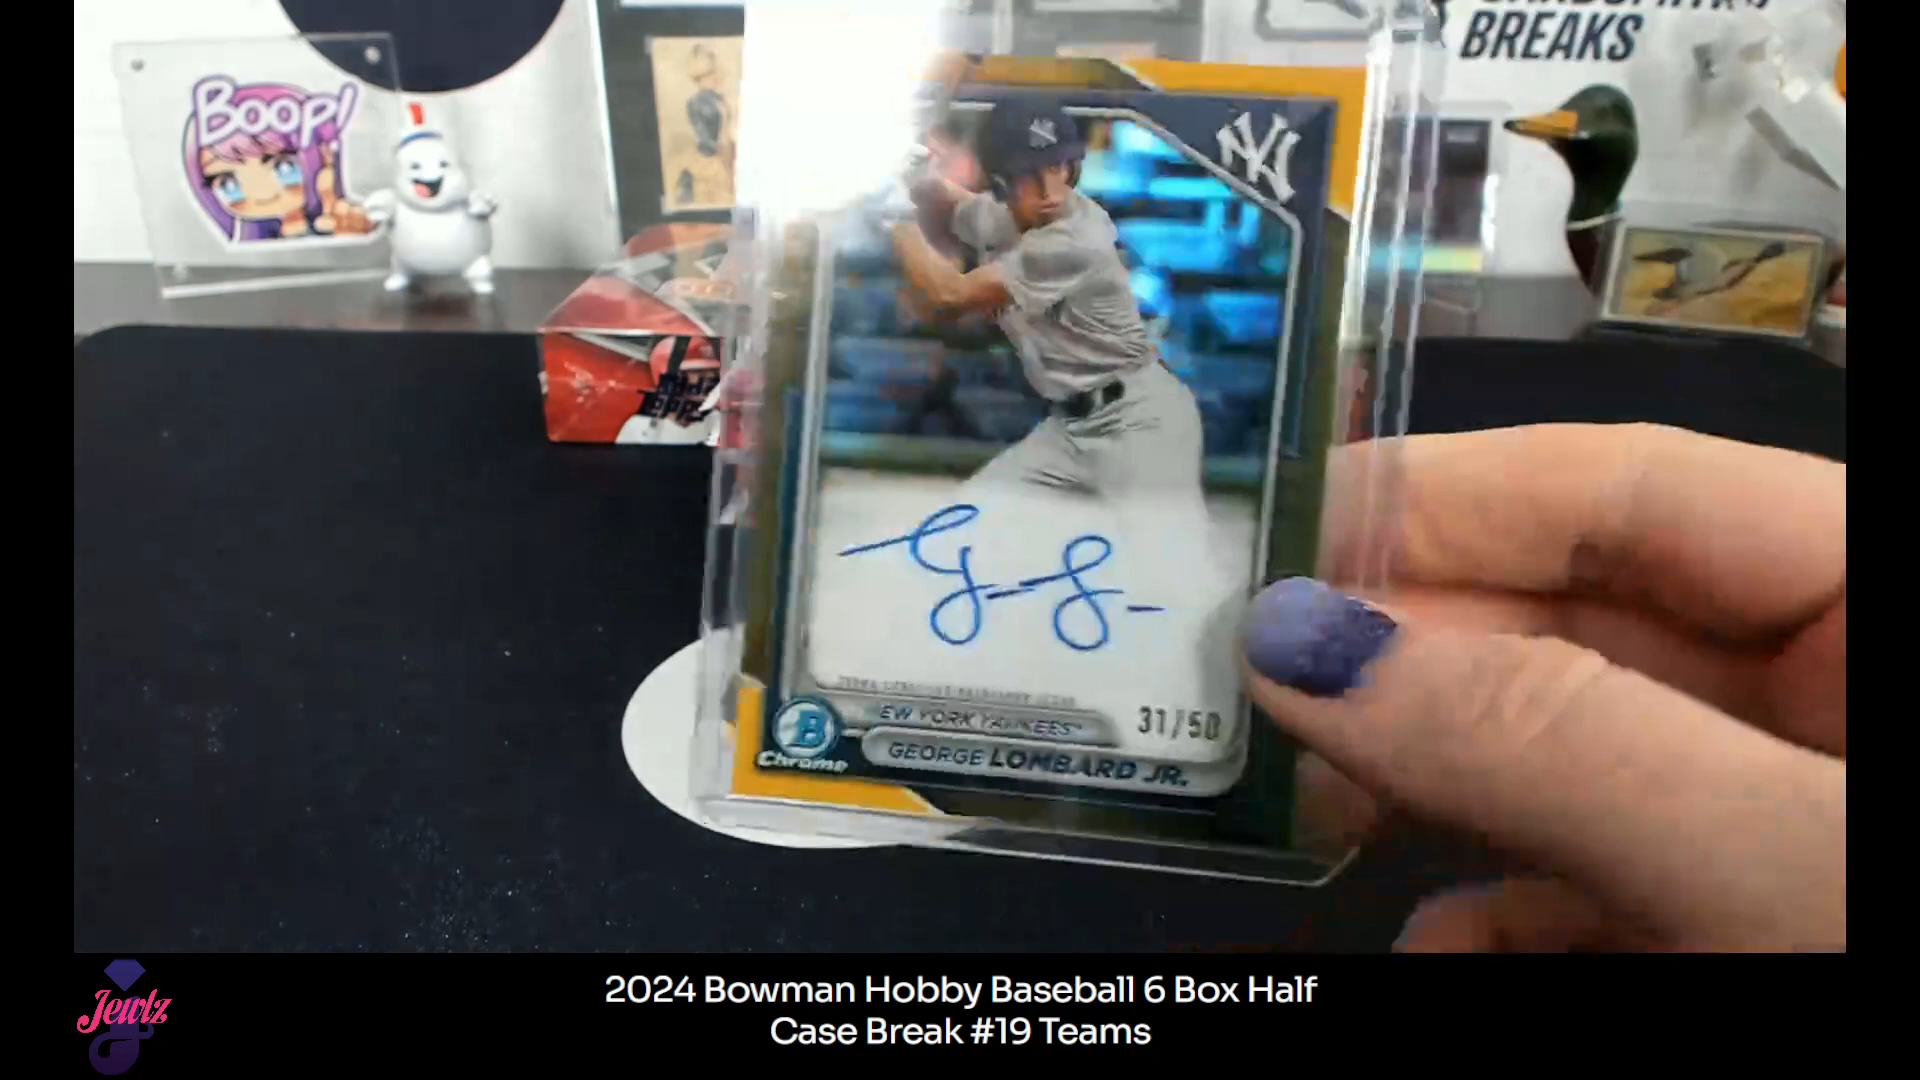 BREAKS
BOOP!
NY
31/50
NEW YORK YANKEES
GEORGE LOMBARD JR.
B
Chrome
Jewlz
2024 Bowman Hobby Baseball 6 Box Half
Case Break #19 Teams